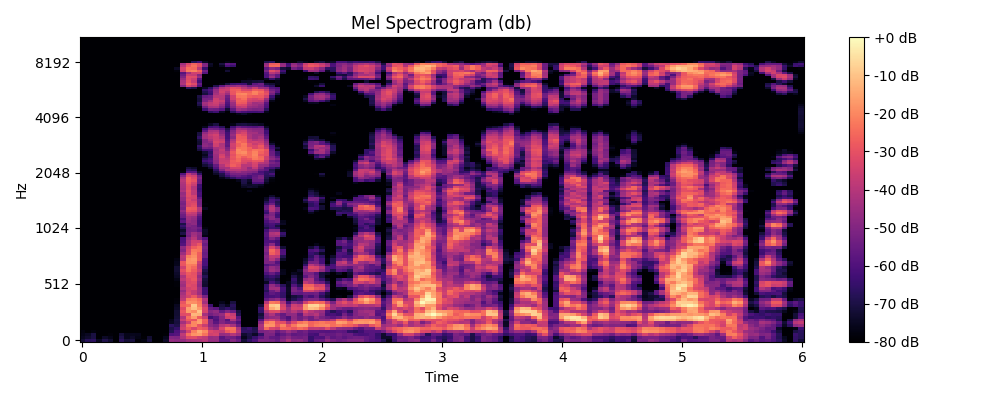 Mel Spectrogram (db)
Hz
8192
4096
2048
1024
512
0
0 1 2 3 4 5 6
Time
+0 dB
-10 dB
-20 dB
-30 dB
-40 dB
-50 dB
-60 dB
-70 dB
-80 dB